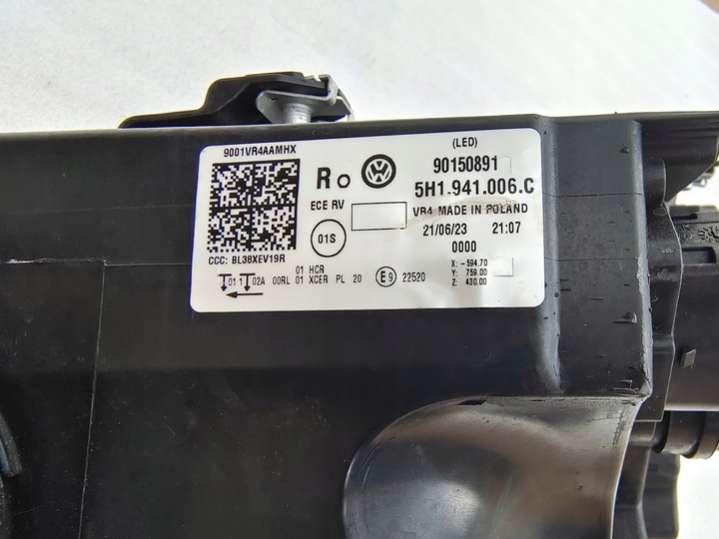 9001VR4AAMHX
(LED)
R
90150891
5H1.941.006.C
ECE RV
VR4 MADE IN POLAND
01S
21/06/23 21:07
0000
CCC: BL38XEV19R
X: -594.70
Y: 759.00
Z: 430.00
01 HCR
01 1 02A 00RL 01 XCER PL 20 E9 22520